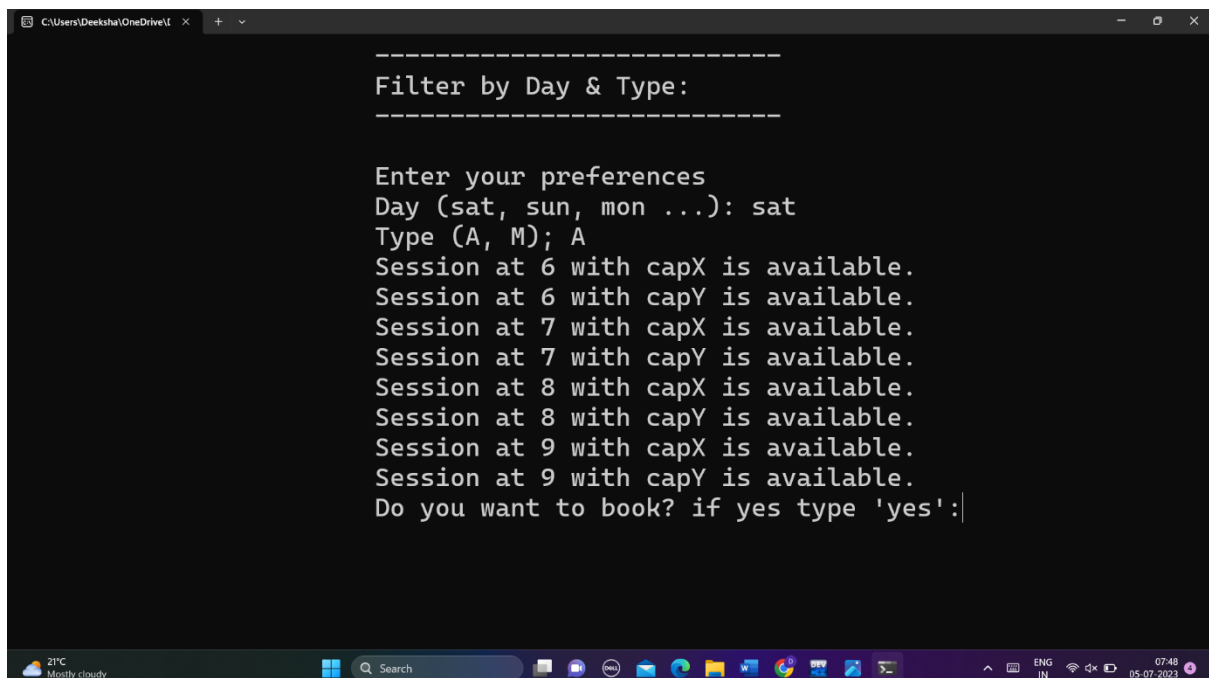 C:\Users\Deeksha\OneDrive\[
---------------------------
Filter by Day & Type:
---------------------------
Enter your preferences
Day (sat, sun, mon ...): sat
Type (A, M); A
Session at 6 with capX is available.
Session at 6 with capY is available.
Session at 7 with capX is available.
Session at 7 with capY is available.
Session at 8 with capX is available.
Session at 8 with capY is available.
Session at 9 with capX is available.
Session at 9 with capY is available.
Do you want to book? if yes type 'yes':
21°C
Mostly cloudy
Search
DELL
W
DEV
ENG
IN
07:48
05-07-2023
4